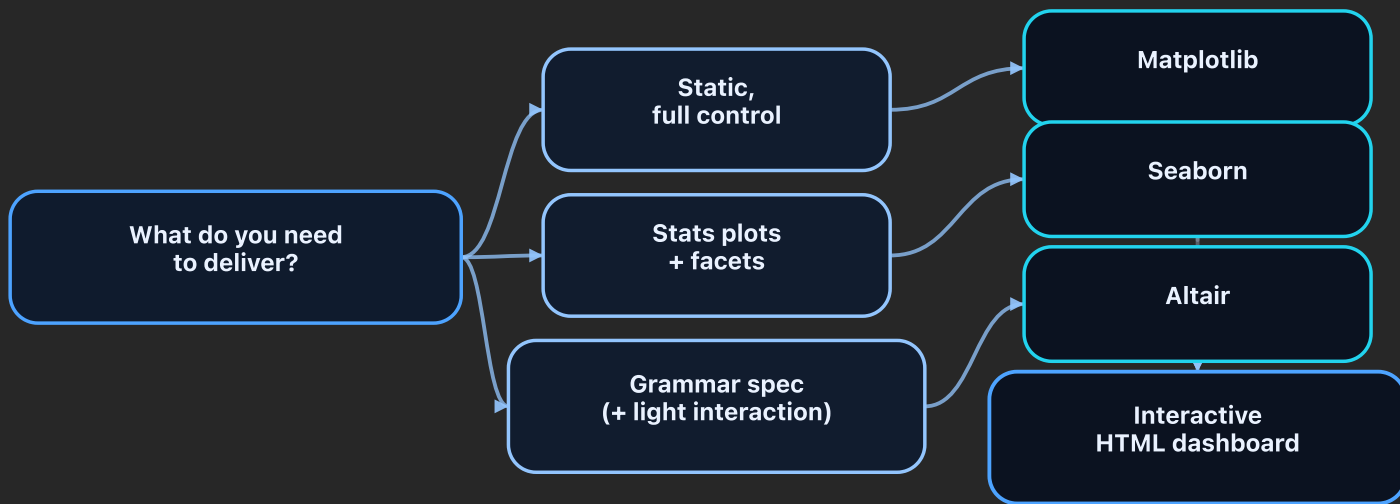 What do you need
to deliver?
Static,
full control
Stats plots
+ facets
Grammar spec
(+ light interaction)
Matplotlib
Seaborn
Altair
Interactive
HTML dashboard